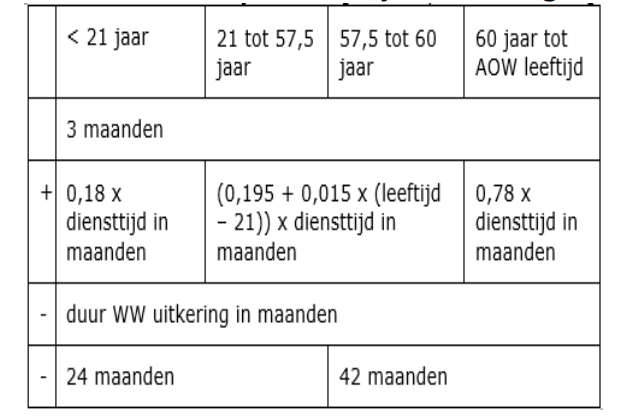 < 21 jaar
21 tot 57,5
jaar
57,5 tot 60
jaar
60 jaar tot
AOW leeftijd
3 maanden
+
0,18 x
diensttijd in
maanden
(0,195 + 0,015 x (leeftijd
– 21)) x diensttijd in
maanden
0,78 x
diensttijd in
maanden
- duur WW uitkering in maanden
- 24 maanden
42 maanden